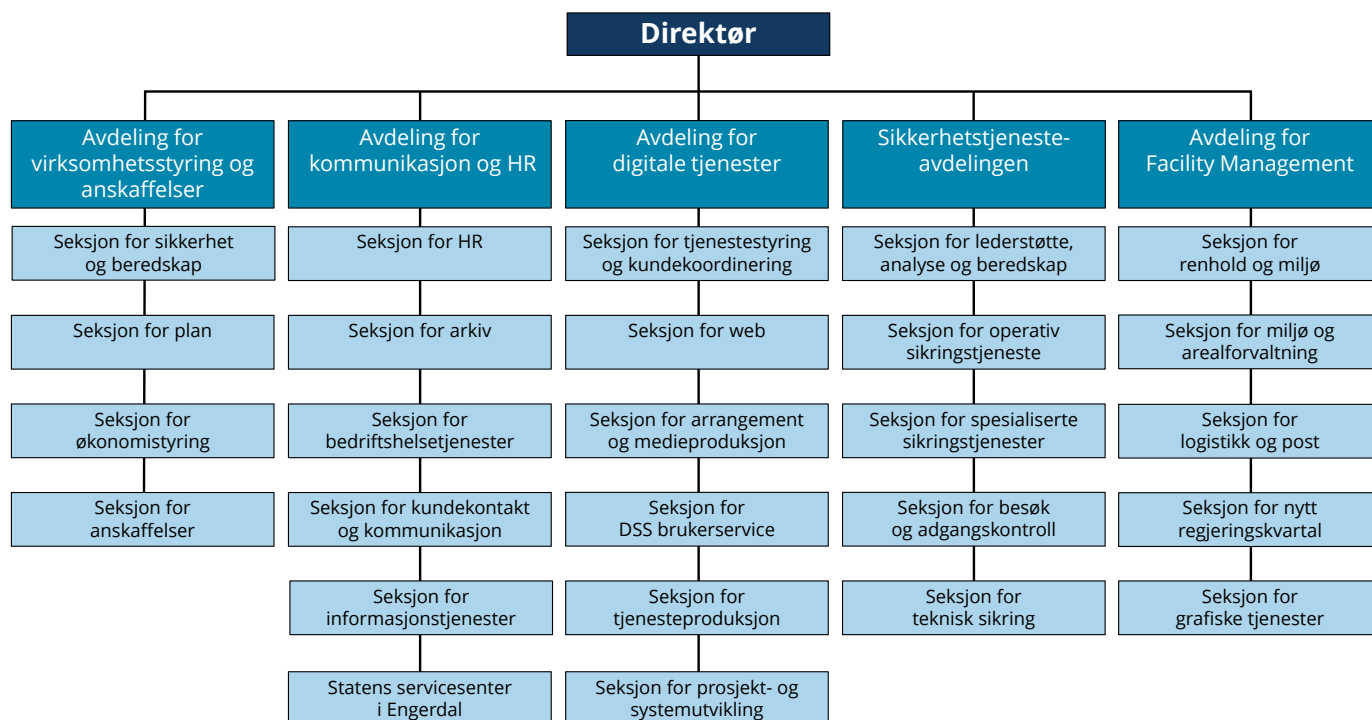 Direktør
Avdeling for
virksomhetsstyring og
anskaffelser
Seksjon for sikkerhet
og beredskap
Seksjon for plan
Seksjon for
økonomistyring
Seksjon for
anskaffelser
Avdeling for
kommunikasjon og HR
Seksjon for HR
Seksjon for arkiv
Seksjon for
bedriftshelsetjenester
Seksjon for kundekontakt
og kommunikasjon
Seksjon for
informasjonstjenester
Statens servicesenter
i Engerdal
Avdeling for
digitale tjenester
Seksjon for tjenestestyring
og kundekoordinering
Seksjon for web
Seksjon for arrangement
og medieproduksjon
Seksjon for
DSS brukerservice
Seksjon for
tjenesteproduksjon
Seksjon for prosjekt- og
systemutvikling
Sikkerhetstjeneste-
avdelingen
Seksjon for lederstøtte,
analyse og beredskap
Seksjon for operativ
sikringstjeneste
Seksjon for spesialiserte
sikringstjenester
Seksjon for besøk
og adgangskontroll
Seksjon for
teknisk sikring
Avdeling for
Facility Management
Seksjon for
renhold og miljø
Seksjon for miljø og
arealforvaltning
Seksjon for
logistikk og post
Seksjon for nytt
regjeringskvartal
Seksjon for
grafiske tjenester